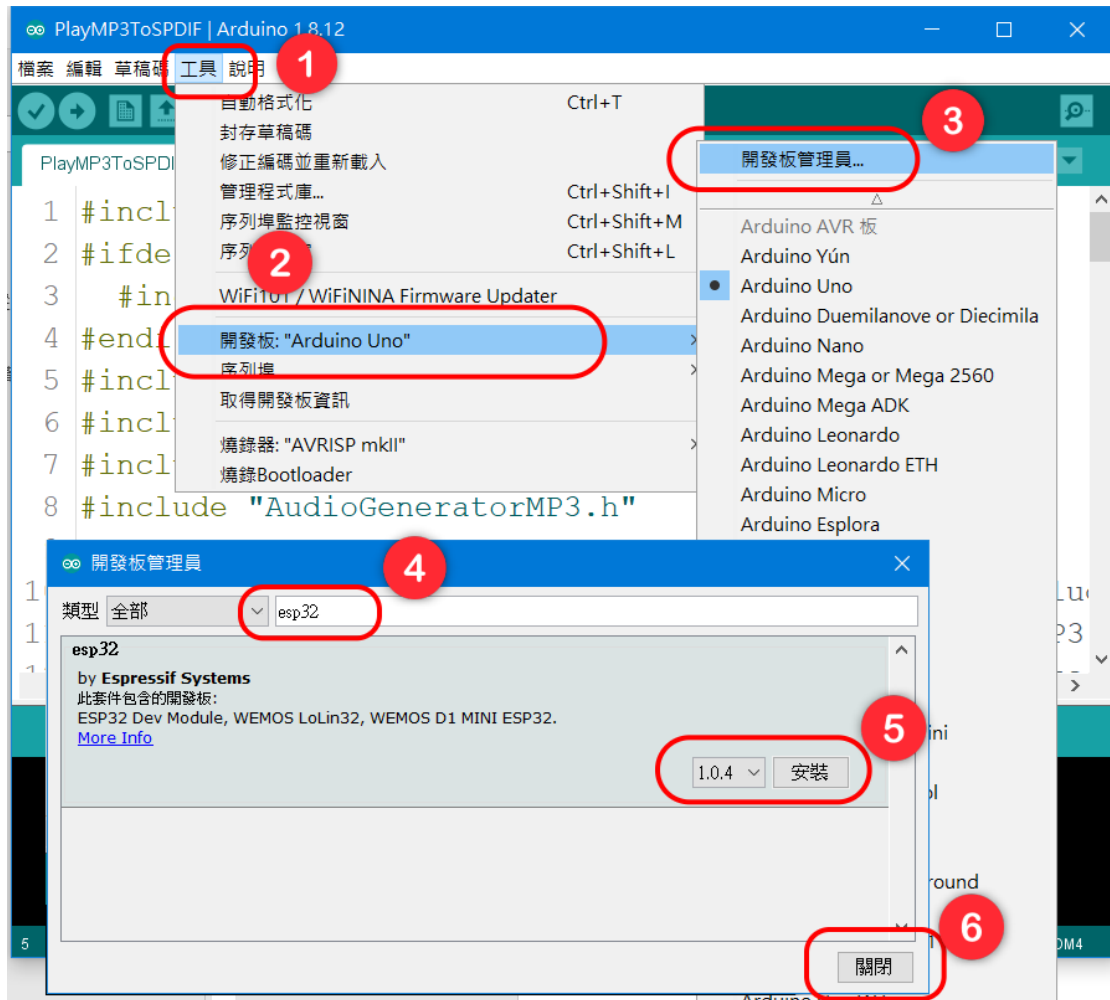 PlayMP3ToSPDIF | Arduino 1.8.12
檔案 編輯 草稿碼 工具 說明
1
自動格式化 Ctrl+T
封存草稿碼
修正編碼並重新載入
管理程式庫... Ctrl+Shift+I
序列埠監控視窗 Ctrl+Shift+M
Ctrl+Shift+L
2
WiFi101 / WiFiNINA Firmware Updater
開發板: "Arduino Uno"
序列埠
取得開發板資訊
燒錄器: "AVRISP mkII"
燒錄Bootloader
3
開發板管理員...
Arduino AVR 板
Arduino Yún
Arduino Uno
Arduino Duemilanove or Diecimila
Arduino Nano
Arduino Mega or Mega 2560
Arduino Mega ADK
Arduino Leonardo
Arduino Leonardo ETH
Arduino Micro
Arduino Esplora
PlayMP3ToSPDI
1 #incl
2 #ifde
3 #in
4 #endi
5 #incl
6 #incl
7 #incl
8 #include "AudioGeneratorMP3.h"
開發板管理員
4
類型 全部 esp32
esp32
by Espressif Systems
此套件包含的開發板:
ESP32 Dev Module, WEMOS LoLin32, WEMOS D1 MINI ESP32.
More Info
5
1.0.4 安裝
6
關閉
ini
round
5
OM4